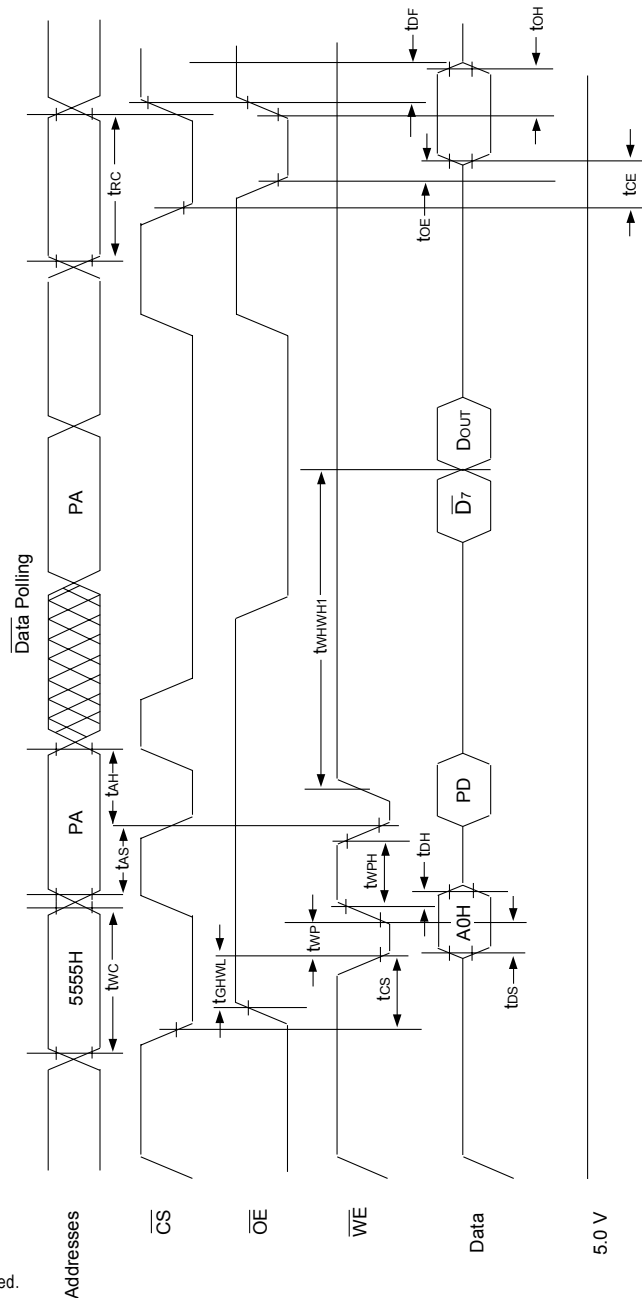 Data Polling
Addresses
5555H
PA
PA
tWC
tAS
tAH
tRC
CS
OE
tGHWL
WE
tCS
tWP
tWPH
tWHWH1
tDF
Data
A0H
PD
D7
DOUT
tDS
tDH
tOE
tCE
tOH
5.0 V
ed.